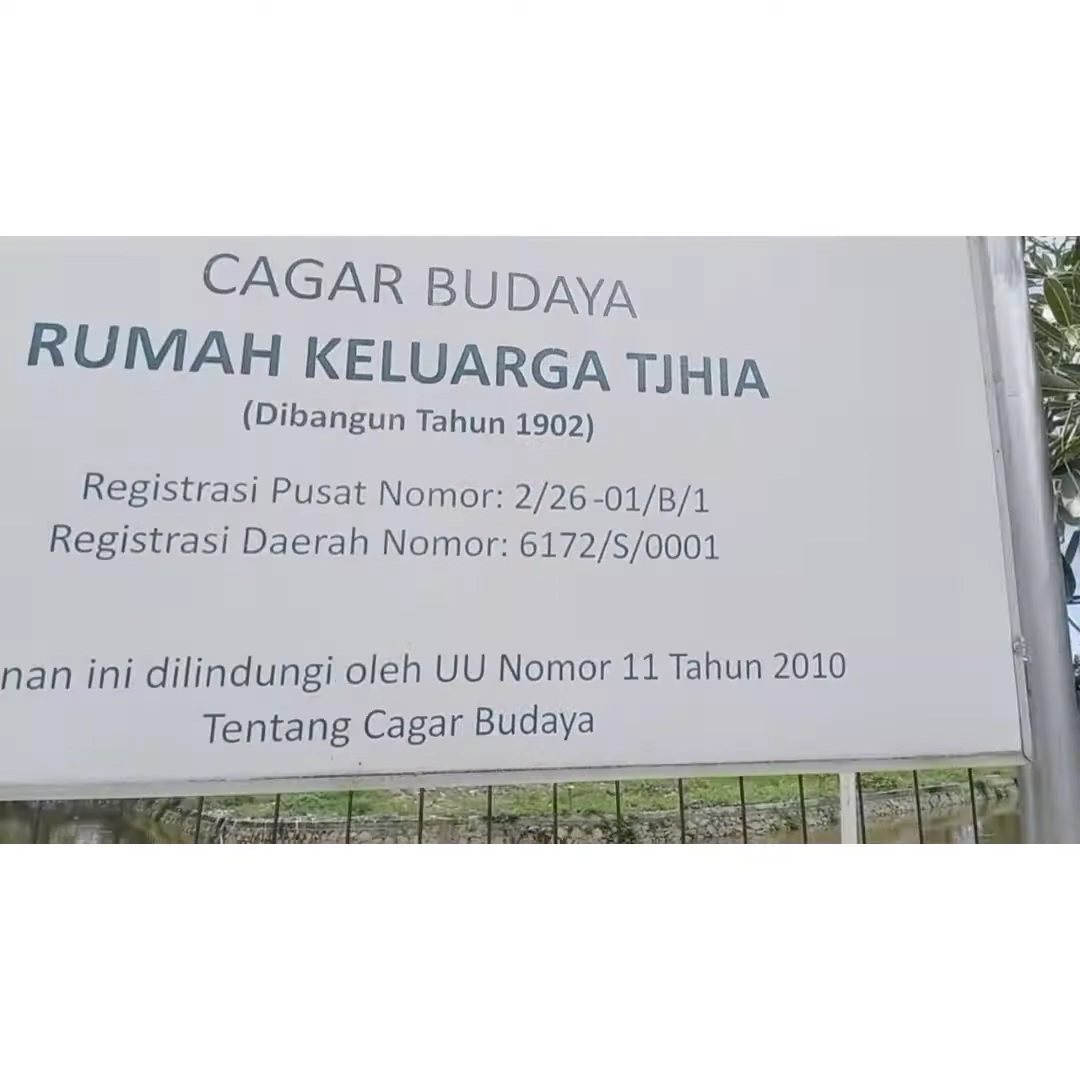 CAGAR BUDAYA
RUMAH KELUARGA TJHIA
(Dibangun Tahun 1902)
Registrasi Pusat Nomor: 2/26-01/B/1
Registrasi Daerah Nomor: 6172/S/0001
ini dilindungi oleh UU Nomor 11 Tahun 2010
Tentang Cagar Budaya